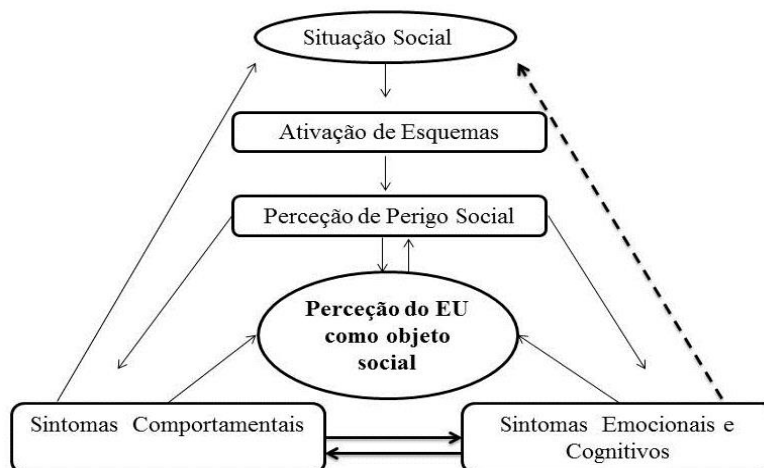 Situação Social
Ativação de Esquemas
Perceção de Perigo Social
Perceção do EU
como objeto
social
Sintomas Comportamentais
Sintomas Emocionais e
Cognitivos